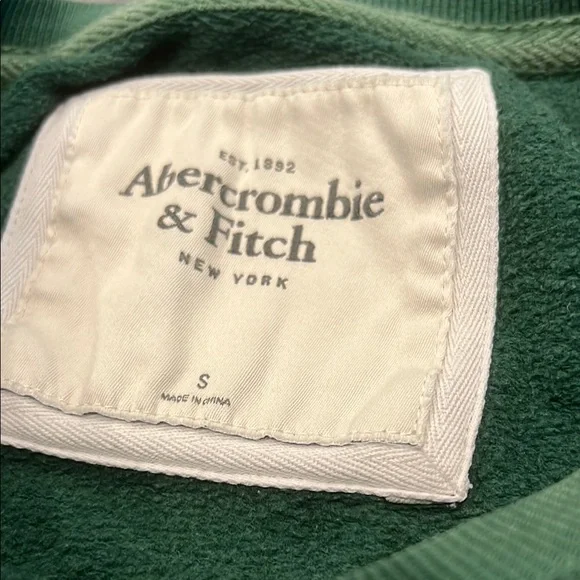 EST. 1892
Abercrombie
& Fitch
NEW YORK
S
MADE IN CHINA